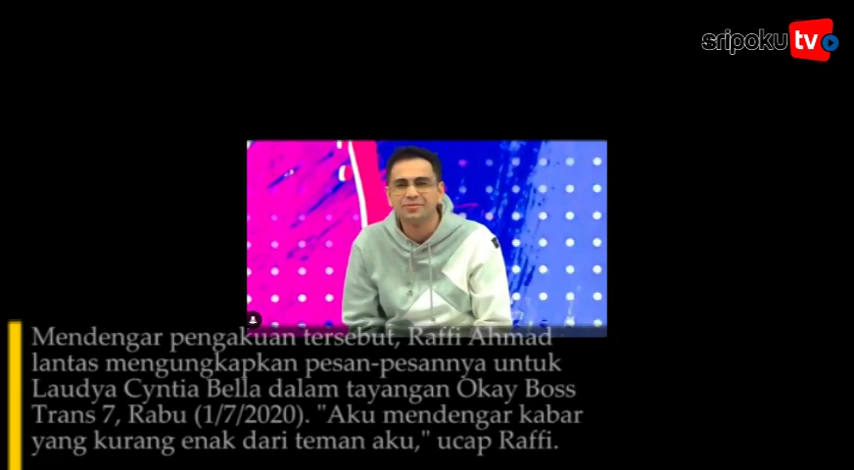 sripoku tv
Mendengar pengakuan tersebut, Raffi Ahmad
lantas mengungkapkan pesan-pesannya untuk
Laudya Cyntia Bella dalam tayangan Okay Boss
Trans 7, Rabu (1/7/2020). "Aku mendengar kabar
yang kurang enak dari teman aku," ucap Raffi.